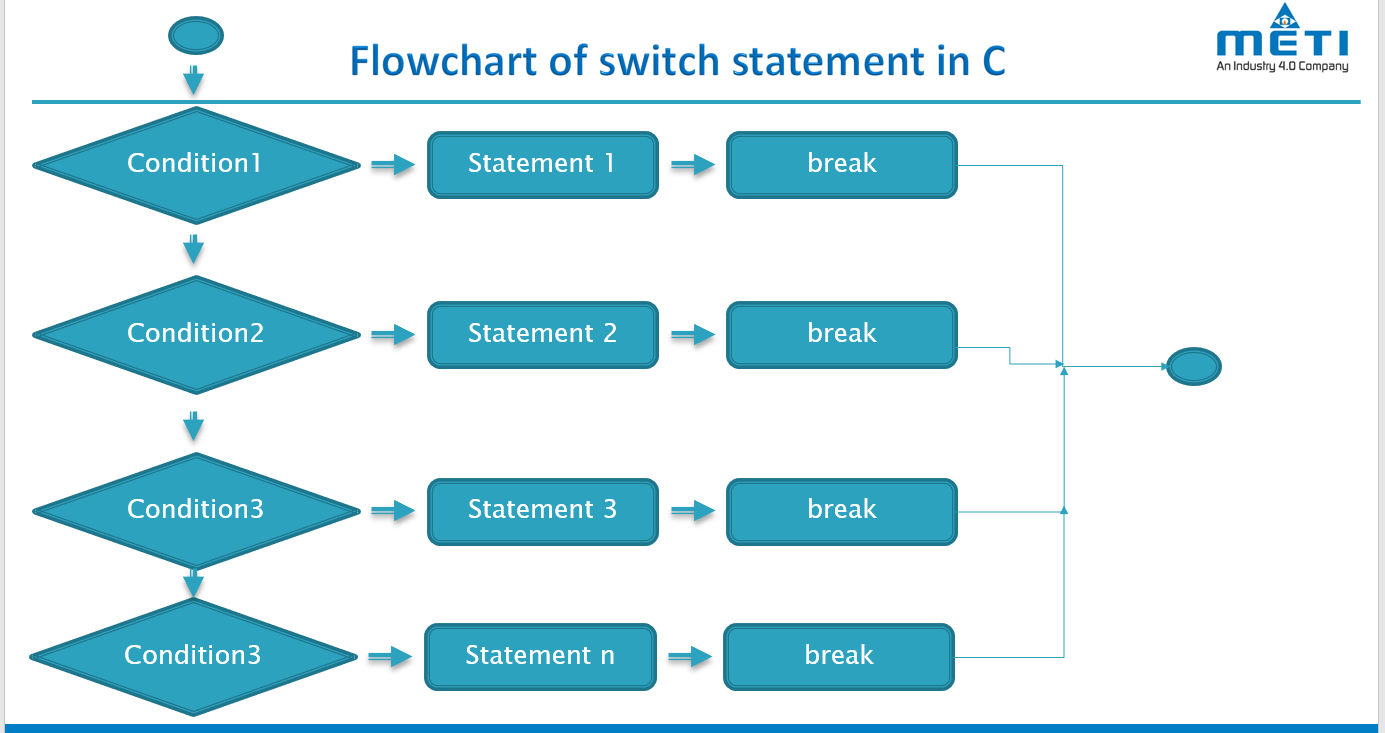 Flowchart of switch statement in C
METI
An Industry 4.0 Company
Condition1
Statement 1
break
Condition2
Statement 2
break
Condition3
Statement 3
break
Condition3
Statement n
break